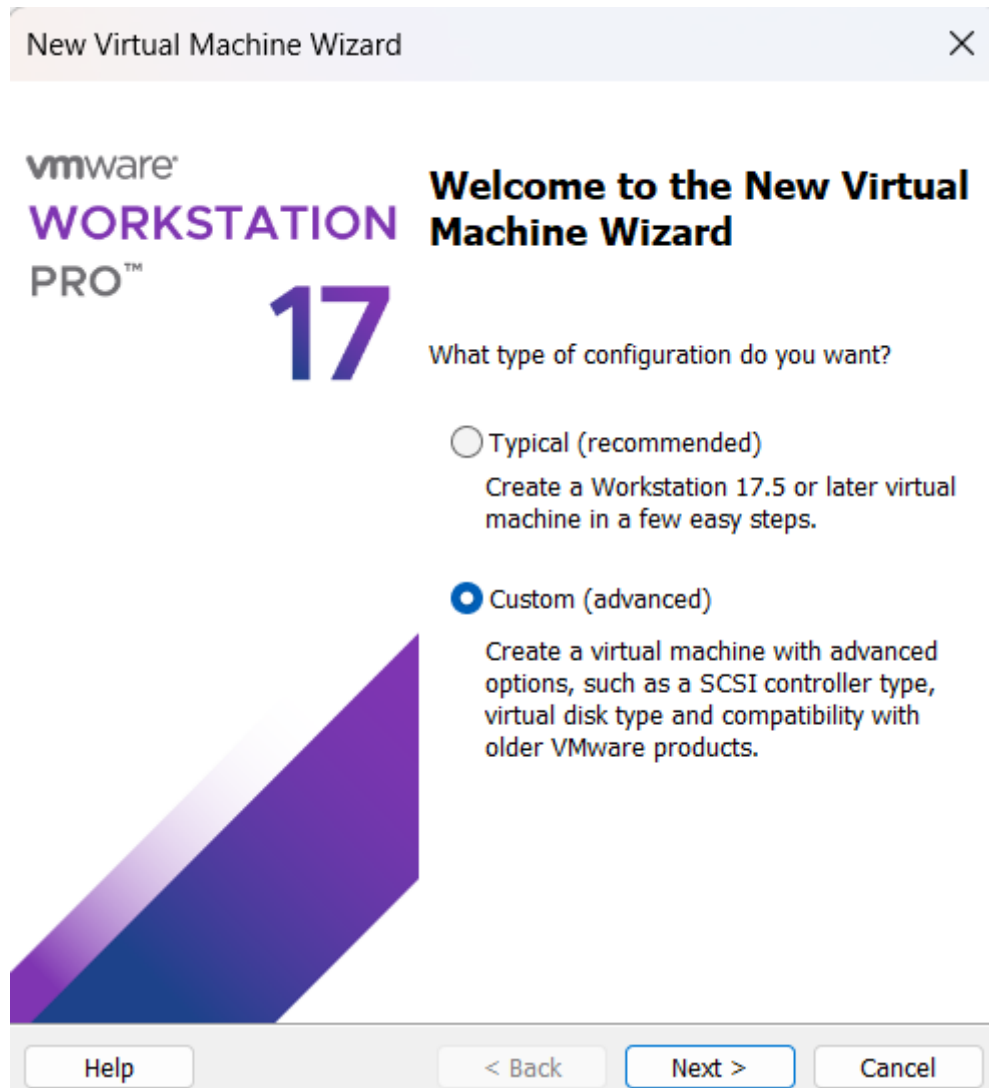 New Virtual Machine Wizard
vmware®
WORKSTATION
PRO™
17
Welcome to the New Virtual
Machine Wizard
What type of configuration do you want?
Typical (recommended)
Create a Workstation 17.5 or later virtual
machine in a few easy steps.
Custom (advanced)
Create a virtual machine with advanced
options, such as a SCSI controller type,
virtual disk type and compatibility with
older VMware products.
Help
< Back
Next >
Cancel